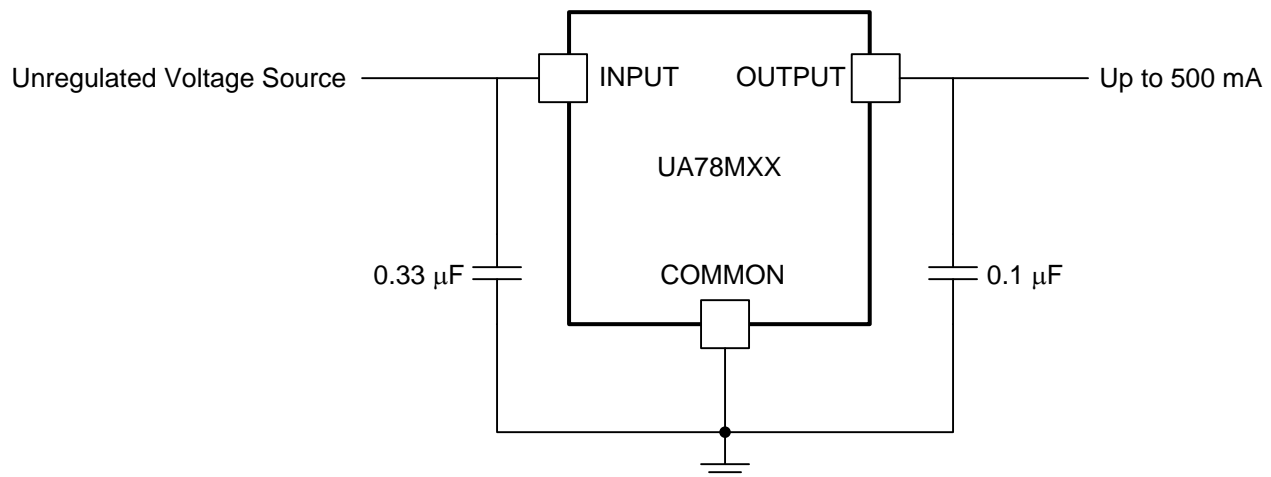 Unregulated Voltage Source
INPUT
OUTPUT
Up to 500 mA
UA78MXX
0.33 μF
COMMON
0.1 μF